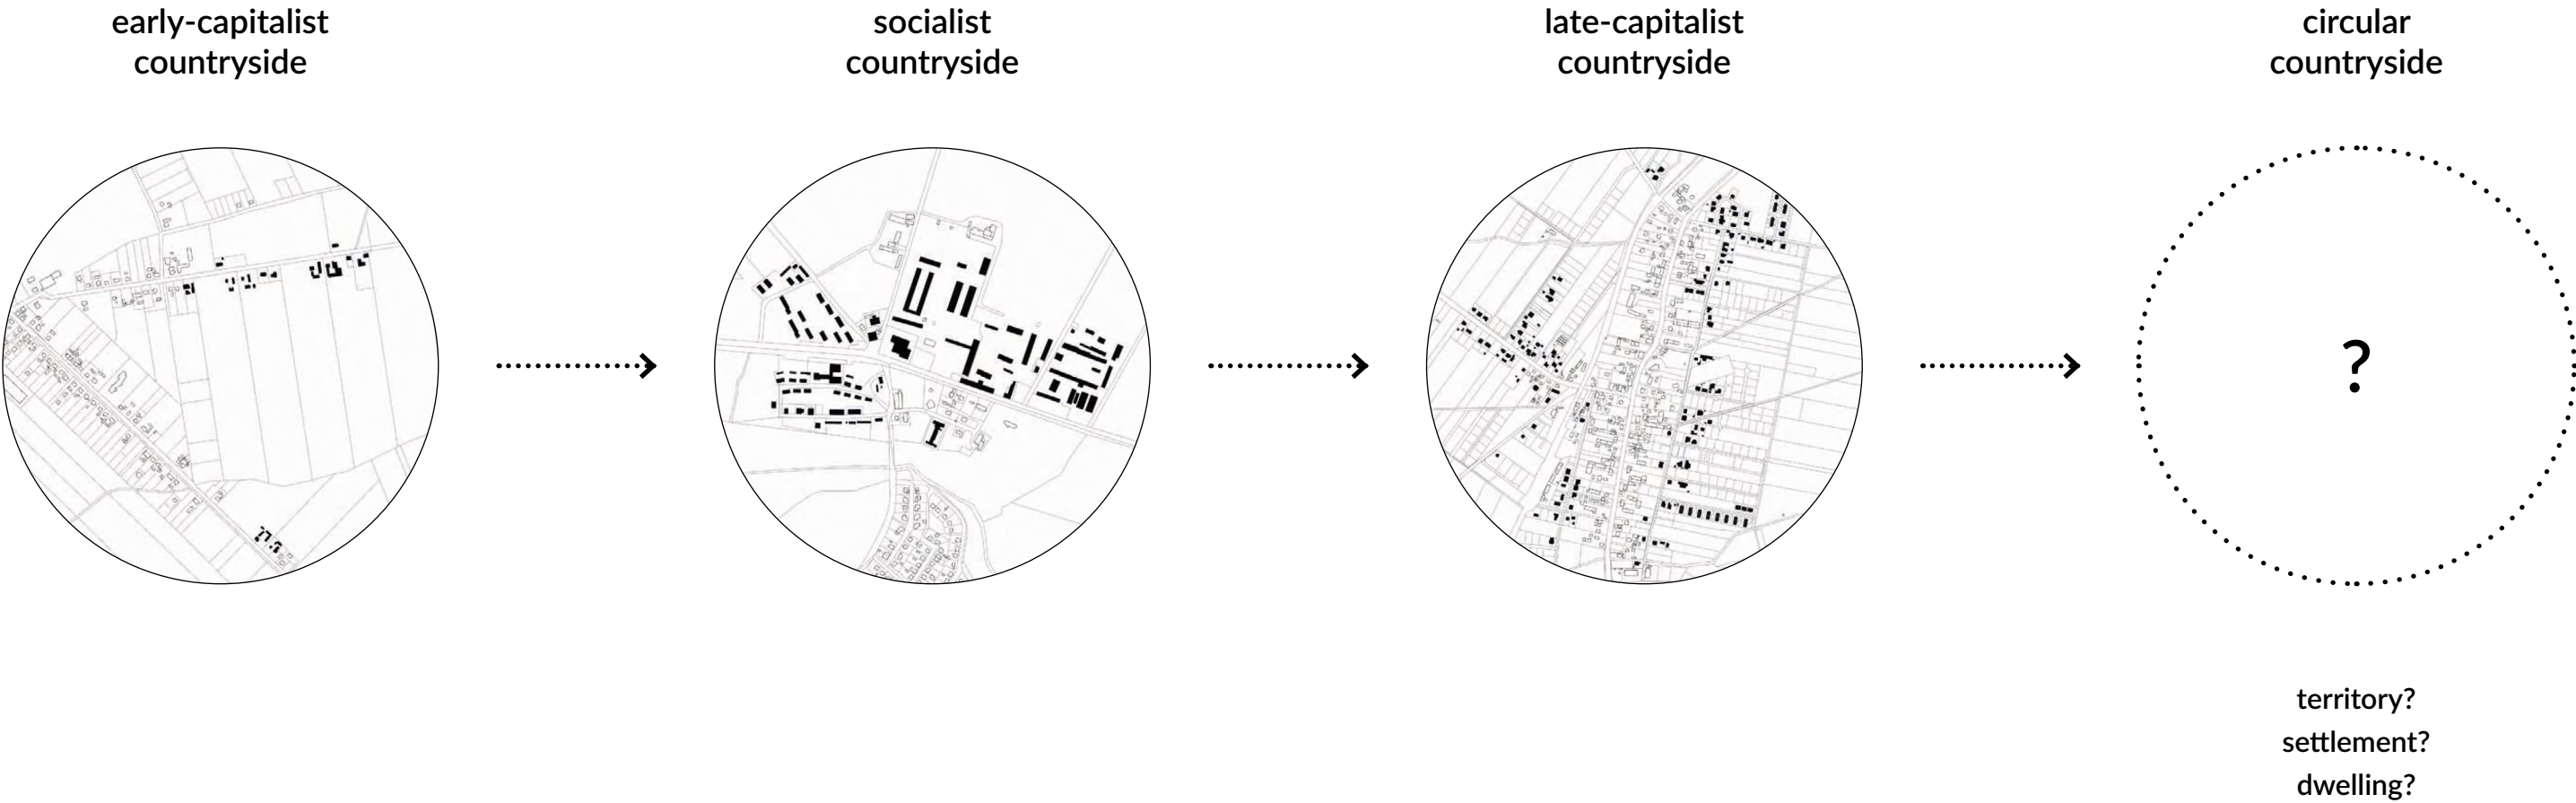 early-capitalist
countryside
socialist
countryside
late-capitalist
countryside
circular
countryside
?
territory?
settlement?
dwelling?